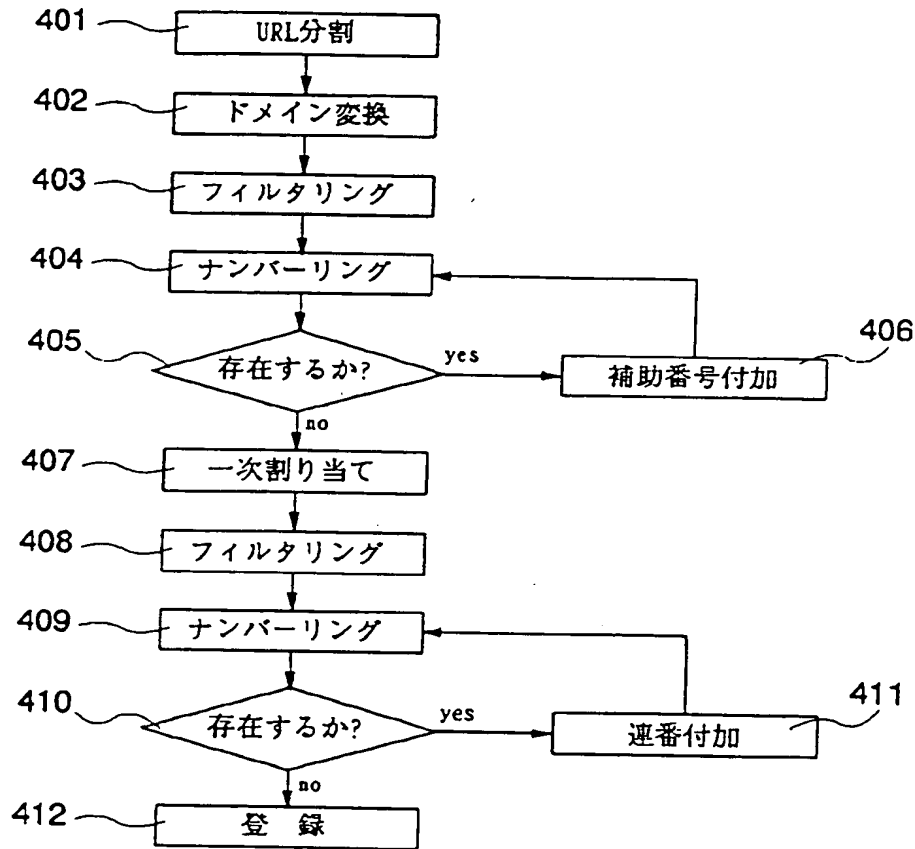 401
URL分割
402
ドメイン変換
403
フィルタリング
404
ナンバーリング
405
存在するか?
yes
406
補助番号付加
no
407
一次割り当て
408
フィルタリング
409
ナンバーリング
410
存在するか?
yes
411
連番付加
no
412
登 録